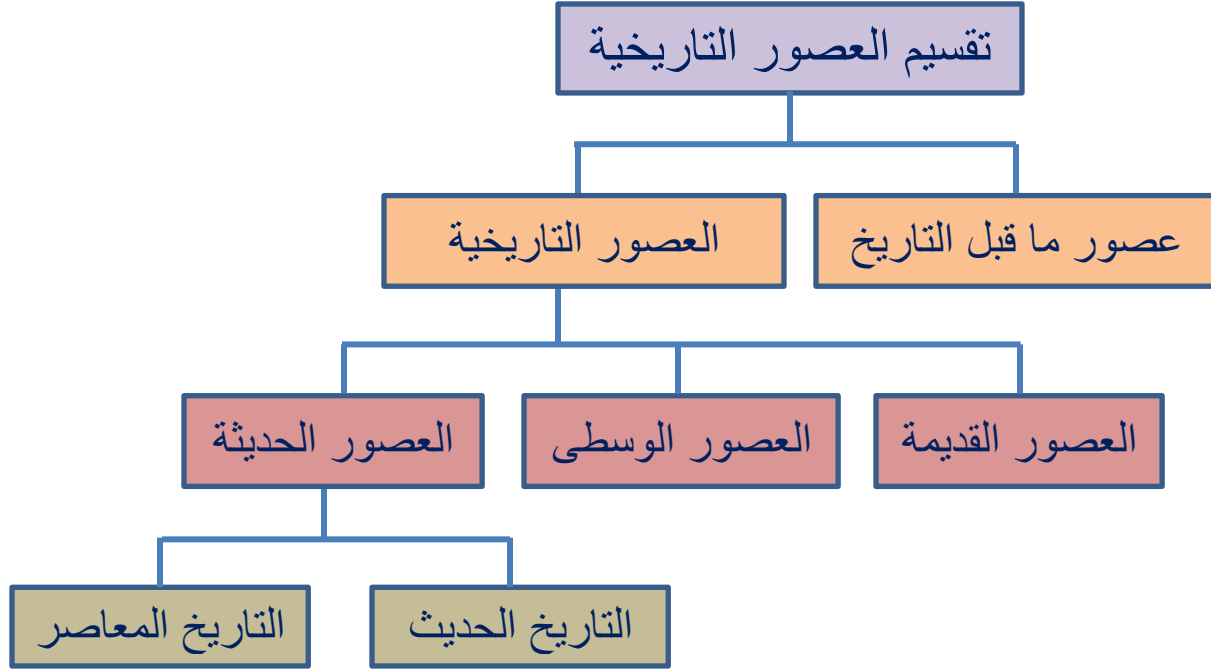 تقسيم العصور التاريخية
عصور ما قبل التاريخ
العصور التاريخية
العصور القديمة
العصور الوسطى
العصور الحديثة
التاريخ الحديث
التاريخ المعاصر